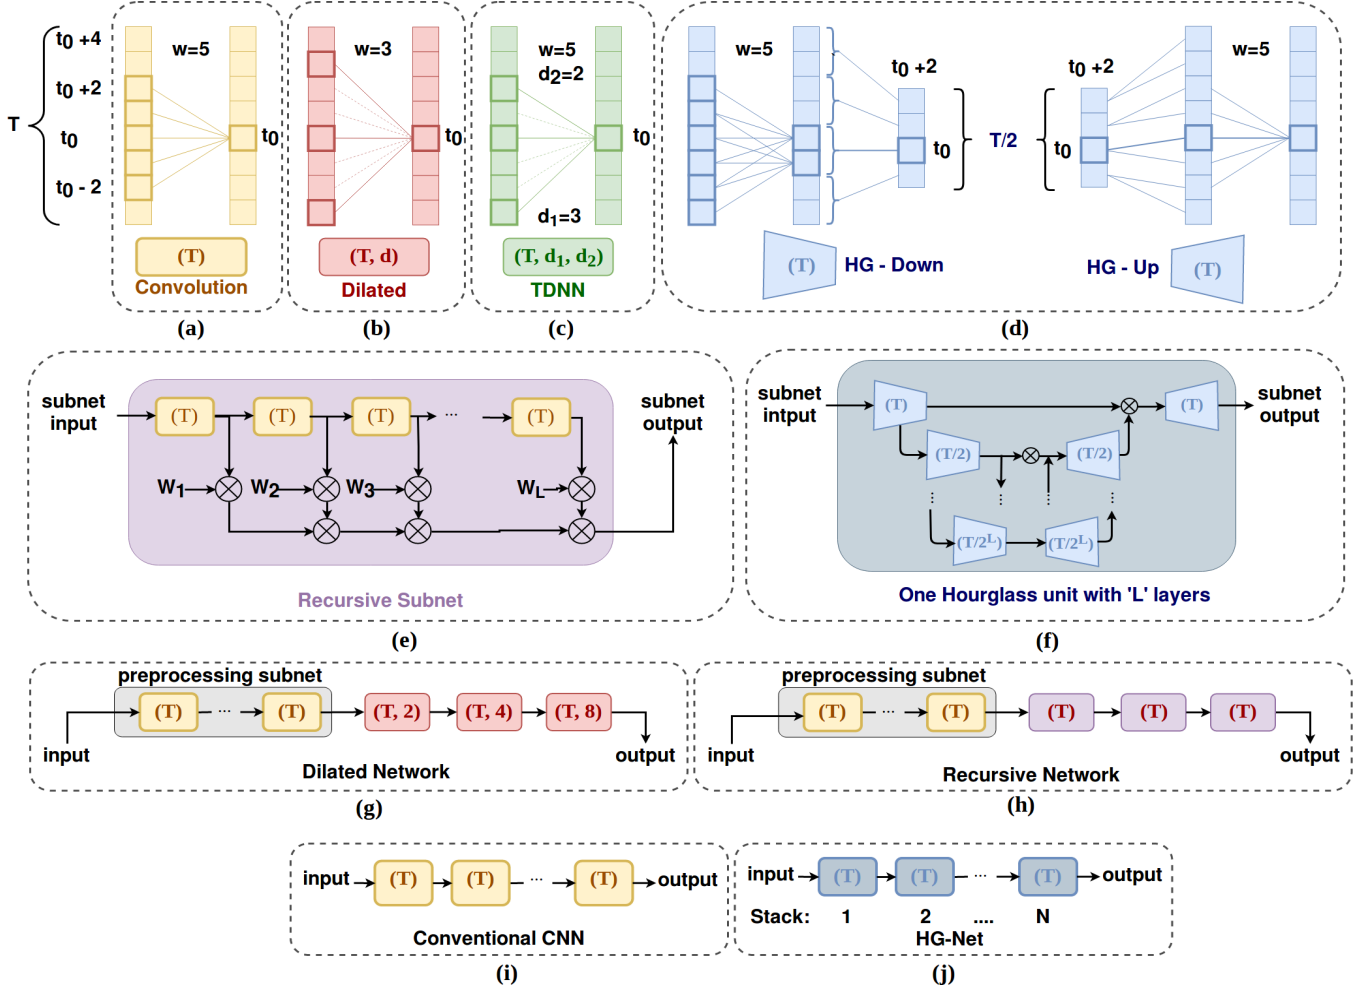 T
t0 +4
t0 +2
t0
t0 - 2
w=5
t0
(T)
Convolution
(a)
w=3
t0
(T, d)
Dilated
(b)
w=5
d2=2
t0
d1=3
(T, d1, d2)
TDNN
(c)
w=5
t0 +2
t0
T/2
(T)
HG - Down
t0 +2
t0
w=5
HG - Up
(T)
(d)
subnet
input
(T)
(T)
(T)
...
(T)
subnet
output
W1
W2
W3
WL
Recursive Subnet
(e)
subnet
intput
(T)
(T)
subnet
output
(T/2)
(T/2)
...
...
...
...
(T/2L)
(T/2L)
One Hourglass unit with 'L' layers
(f)
preprocessing subnet
(T)
...
(T)
(T, 2)
(T, 4)
(T, 8)
input
output
Dilated Network
(g)
preprocessing subnet
(T)
...
(T)
(T)
(T)
(T)
input
output
Recursive Network
(h)
input
(T)
(T)
...
(T)
output
Conventional CNN
(i)
input
(T)
(T)
...
(T)
output
Stack:
1
2
....
N
HG-Net
(j)